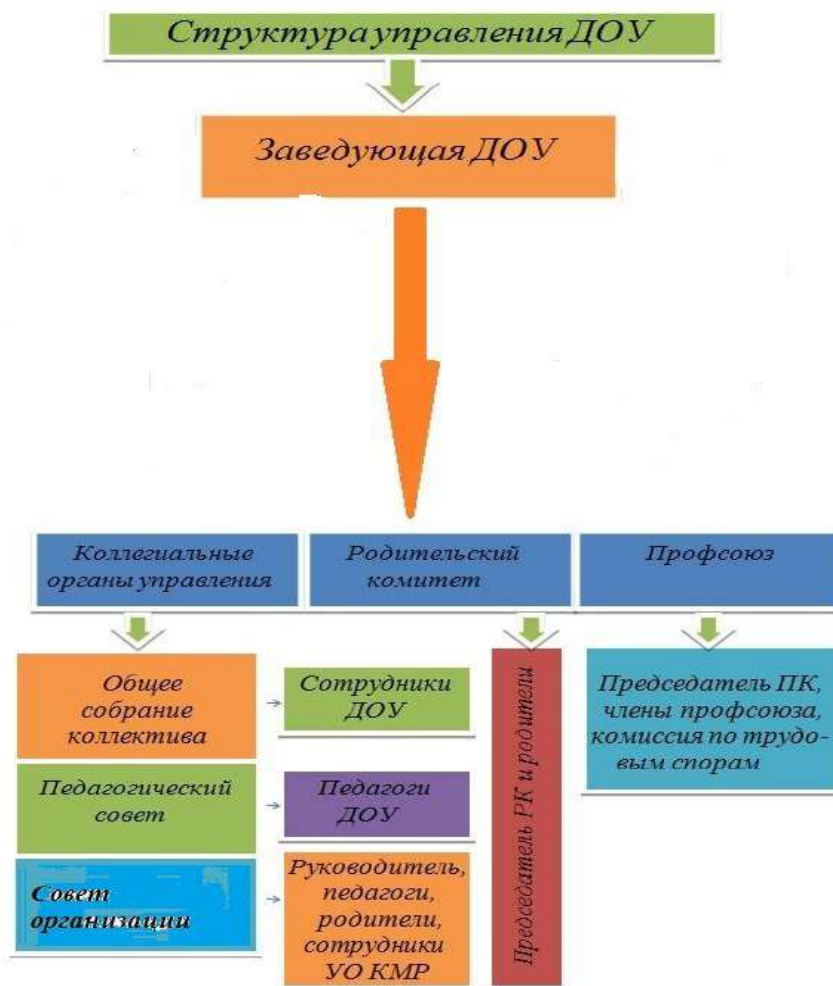 Структура управления ДОУ
Заведующая ДОУ
Коллегиальные
органы управления
Родительский
комитет
Профсоюз
Общее
собрание
коллектива
Сотрудники
ДОУ
Педагогический
совет
Педагоги
ДОУ
Совет
организации
Руководитель,
педагоги,
родители,
сотрудники
УО КМР
Председатель РК и родители
Председатель ПК,
члены профсоюза,
комиссия по трудо-
вым спорам